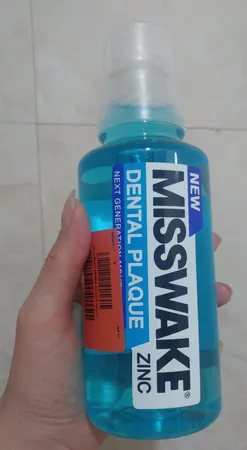 NEW
MISSWAKE®
ZINC
DENTAL PLAQUE
NEXT GENERATION